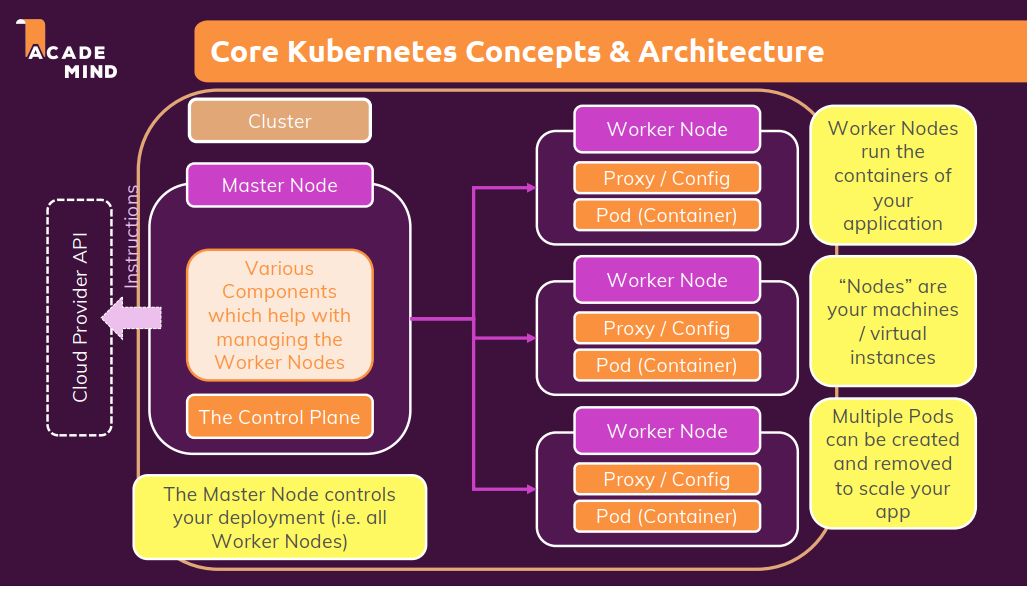 ACADE
MIND
Core Kubernetes Concepts & Architecture
Cluster
Master Node
Various
Components
which help with
managing the
Worker Nodes
The Control Plane
Instructions
Cloud Provider API
The Master Node controls
your deployment (i.e. all
Worker Nodes)
Worker Node
Proxy / Config
Pod (Container)
Worker Node
Proxy / Config
Pod (Container)
Worker Node
Proxy / Config
Pod (Container)
Worker Nodes
run the
containers of
your
application
“Nodes” are
your machines
/ virtual
instances
Multiple Pods
can be created
and removed
to scale your
app